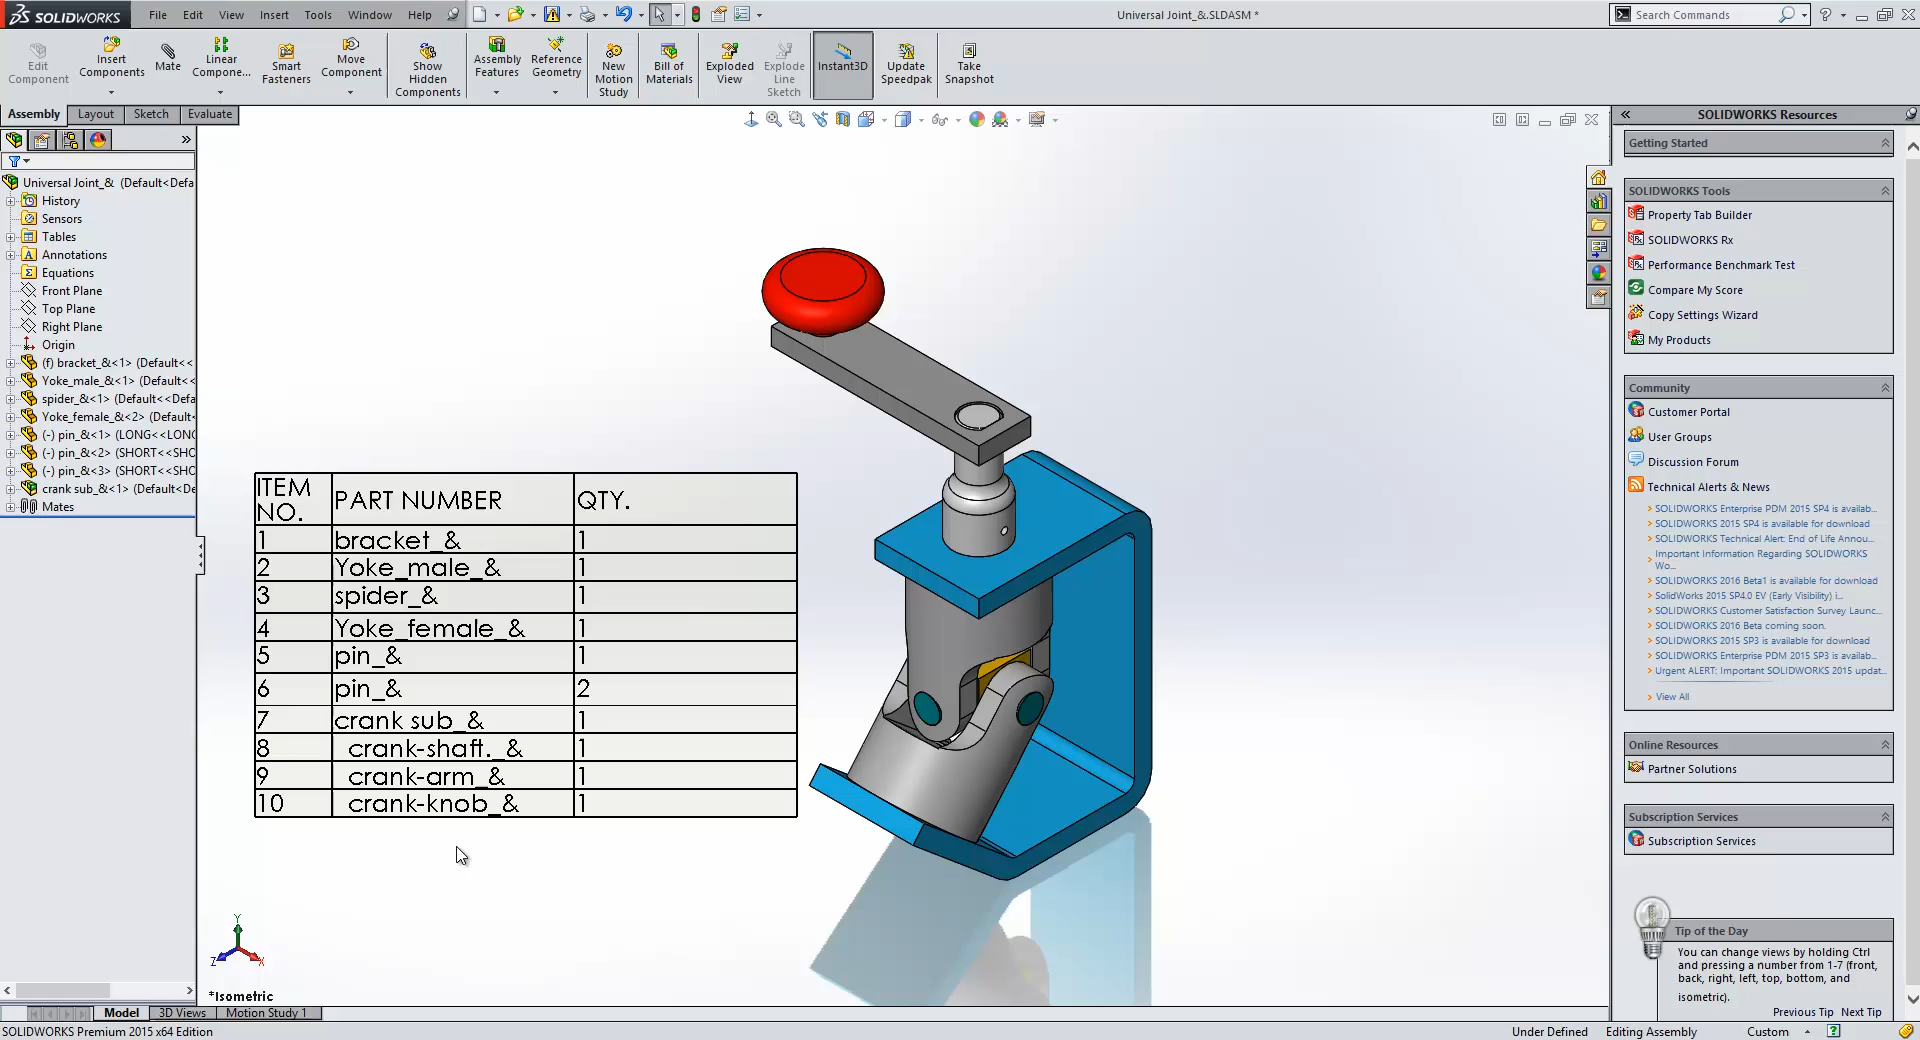 SOLIDWORKS
File Edit View Insert Tools Window Help
Universal Joint_&.SLDASM *
Search Commands
Edit Component
Insert Components
Mate
Linear Compone...
Smart Fasteners
Move Component
Show Hidden Components
Assembly Features
Reference Geometry
New Motion Study
Bill of Materials
Exploded View
Explode Line Sketch
Instant3D
Update Speedpak
Take Snapshot
Assembly Layout Sketch Evaluate
Universal Joint_& (Default<Defa
History
Sensors
Tables
Annotations
Equations
Front Plane
Top Plane
Right Plane
Origin
(f) bracket_&<1> (Default<<
Yoke_male_&<1> (Default<
spider_&<1> (Default<<Defa
Yoke_female_&<2> (Default
(-) pin_&<1> (LONG<<LONG
(-) pin_&<2> (SHORT<<SHO
(-) pin_&<3> (SHORT<<SHO
crank sub_&<1> (Default<De
Mates
ITEM NO. PART NUMBER QTY.
1 bracket_& 1
2 Yoke_male_& 1
3 spider_& 1
4 Yoke_female_& 1
5 pin_& 1
6 pin_& 2
7 crank sub_& 1
8 crank-shaft._& 1
9 crank-arm_& 1
10 crank-knob_& 1
Y
Z X
*Isometric
SOLIDWORKS Resources
Getting Started
SOLIDWORKS Tools
Property Tab Builder
SOLIDWORKS Rx
Performance Benchmark Test
Compare My Score
Copy Settings Wizard
My Products
Community
Customer Portal
User Groups
Discussion Forum
Technical Alerts & News
SOLIDWORKS Enterprise PDM 2015 SP4 is availab...
SOLIDWORKS 2015 SP4 is available for download
SOLIDWORKS Technical Alert: End of Life Annou...
Important Information Regarding SOLIDWORKS
Wo...
SOLIDWORKS 2016 Beta1 is available for download
SolidWorks 2015 SP4.0 EV (Early Visibility) i...
SOLIDWORKS Customer Satisfaction Survey Launc...
SOLIDWORKS 2016 Beta coming soon.
SOLIDWORKS 2015 SP3 is available for download
SOLIDWORKS Enterprise PDM 2015 SP3 is availab...
Urgent ALERT: Important SOLIDWORKS 2015 updat...
View All
Online Resources
Partner Solutions
Subscription Services
Subscription Services
Tip of the Day
You can change views by holding Ctrl
and pressing a number from 1-7 (front,
back, right, left, top, bottom, and
isometric).
Previous Tip Next Tip
Model 3D Views Motion Study 1
SOLIDWORKS Premium 2015 x64 Edition
Under Defined Editing Assembly Custom